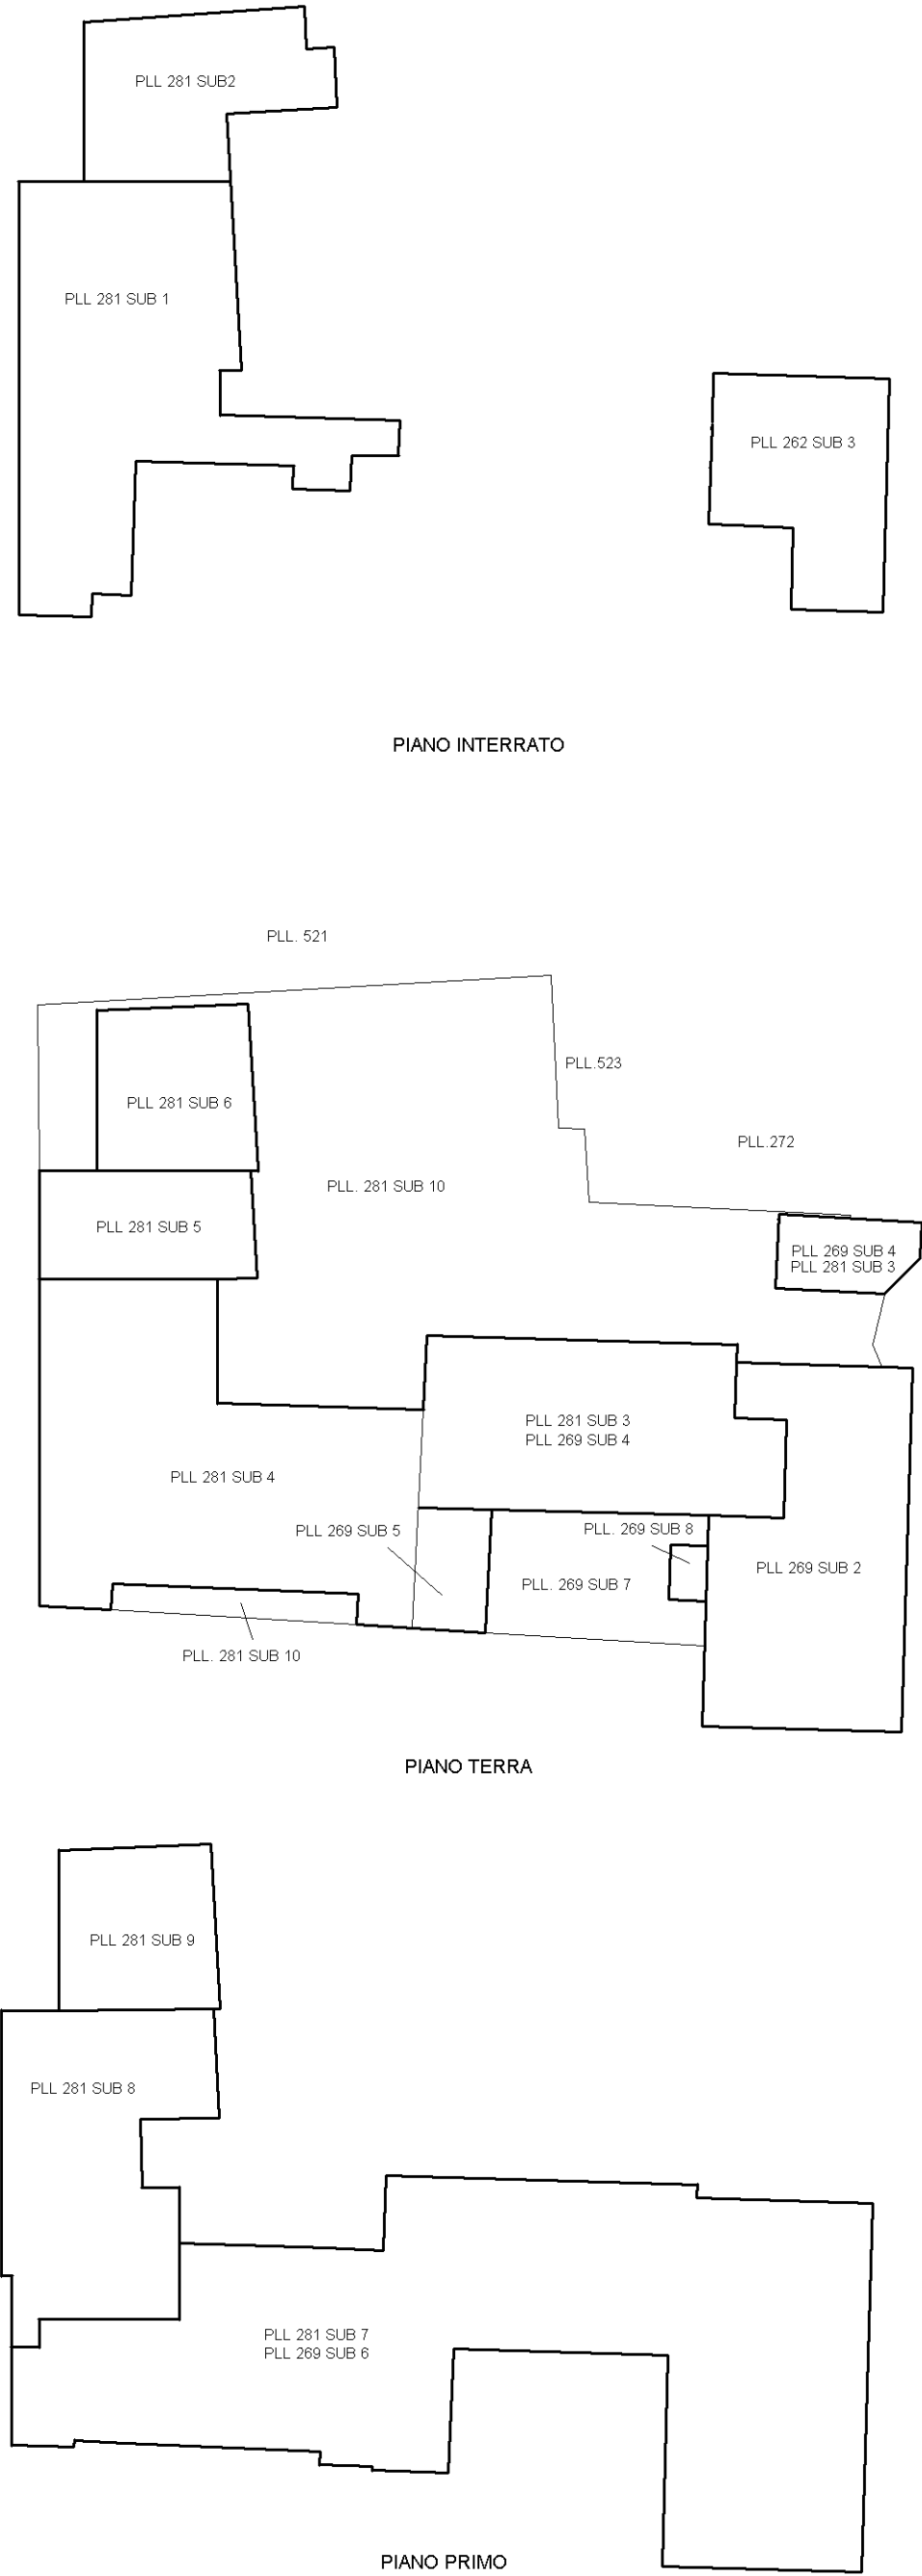 PLL 281 SUB2
PLL 281 SUB 1
PLL 262 SUB 3
PIANO INTERRATO
PLL. 521
PLL.523
PLL 281 SUB 6
PLL.272
PLL. 281 SUB 10
PLL 281 SUB 5
PLL 269 SUB 4
PLL 281 SUB 3
PLL 281 SUB 3
PLL 269 SUB 4
PLL 281 SUB 4
PLL 269 SUB 5
PLL. 269 SUB 8
PLL 269 SUB 2
PLL. 269 SUB 7
PLL. 281 SUB 10
PIANO TERRA
PLL 281 SUB 9
PLL 281 SUB 8
PLL 281 SUB 7
PLL 269 SUB 6
PIANO PRIMO